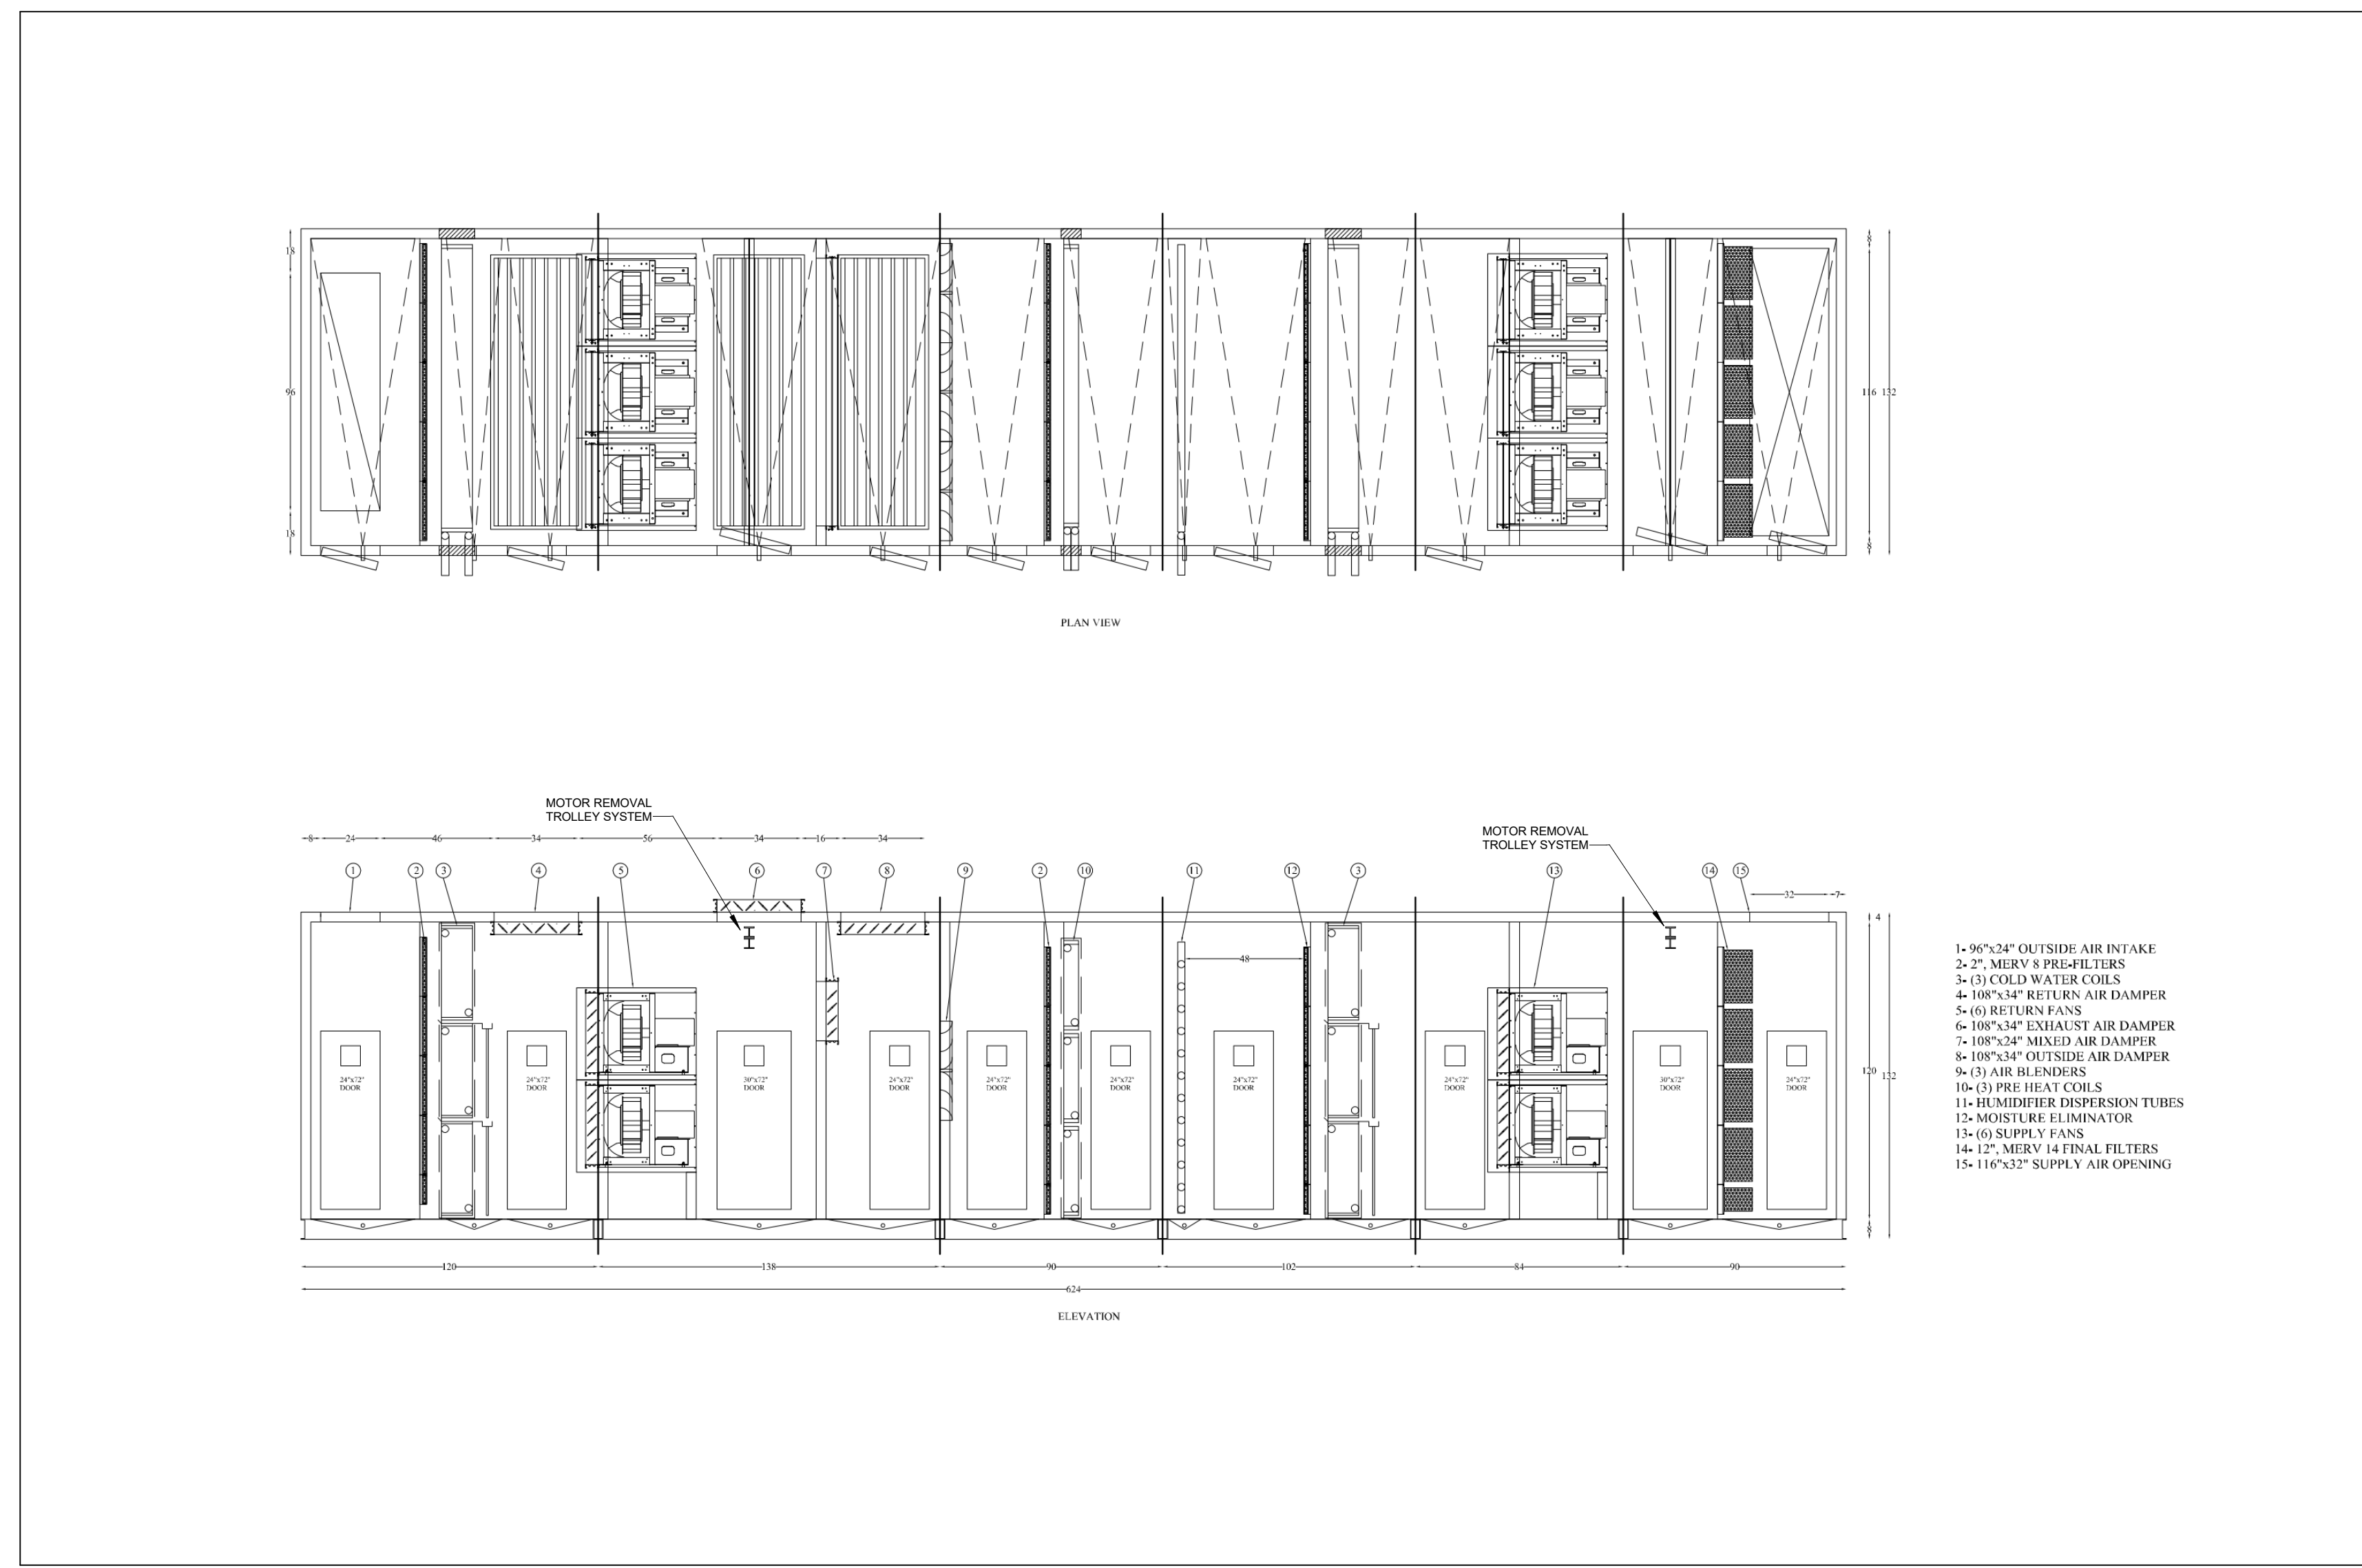 18
96
18
8
116 132
8
PLAN VIEW
MOTOR REMOVAL
TROLLEY SYSTEM
MOTOR REMOVAL
TROLLEY SYSTEM
8 24 46 34 56 34 16 34
1 2 3 4 5 6 7 8 9 2 10 11 12 3 13 14 15
32 7
4
48
120 132
24"x72"
DOOR
24"x72"
DOOR
30"x72"
DOOR
24"x72"
DOOR
24"x72"
DOOR
24"x72"
DOOR
24"x72"
DOOR
24"x72"
DOOR
30"x72"
DOOR
24"x72"
DOOR
8
120 138 90 102 84 90
624
ELEVATION
1- 96"x24" OUTSIDE AIR INTAKE
2- 2", MERV 8 PRE-FILTERS
3- (3) COLD WATER COILS
4- 108"x34" RETURN AIR DAMPER
5- (6) RETURN FANS
6- 108"x34" EXHAUST AIR DAMPER
7- 108"x24" MIXED AIR DAMPER
8- 108"x34" OUTSIDE AIR DAMPER
9- (3) AIR BLENDERS
10- (3) PRE HEAT COILS
11- HUMIDIFIER DISPERSION TUBES
12- MOISTURE ELIMINATOR
13- (6) SUPPLY FANS
14- 12", MERV 14 FINAL FILTERS
15- 116"x32" SUPPLY AIR OPENING